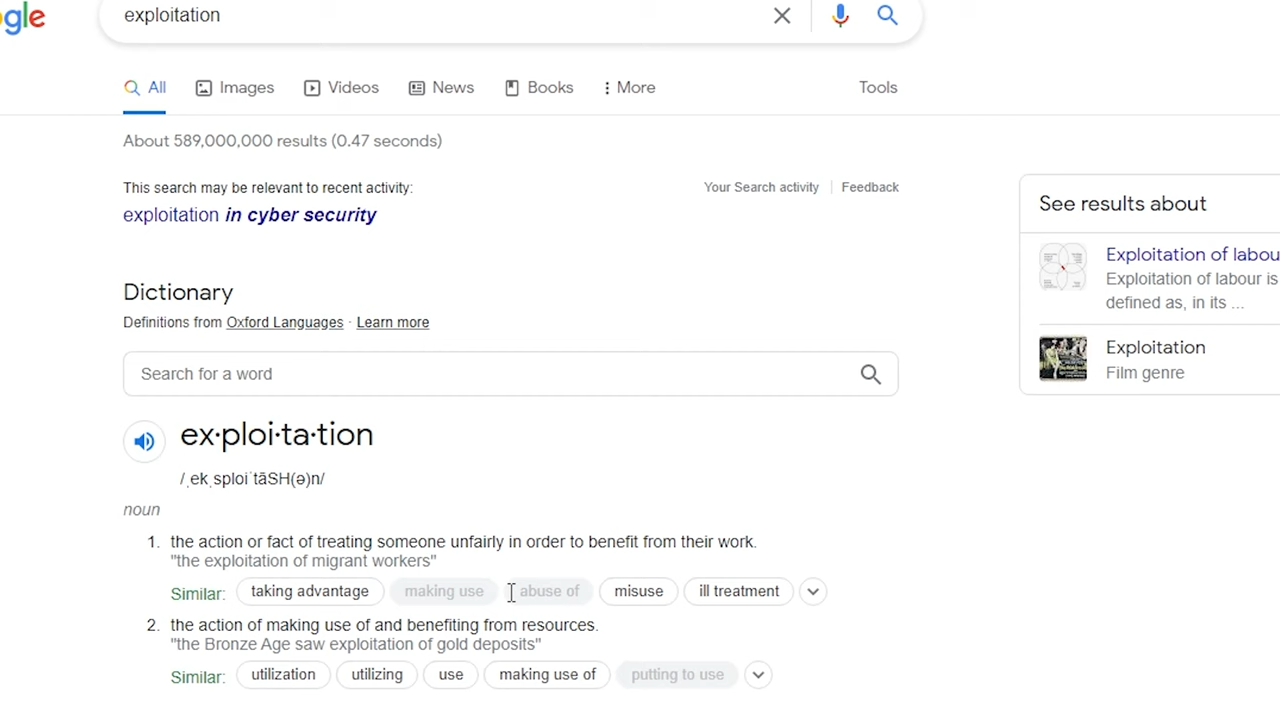 gle
exploitation
All Images Videos News Books More Tools
About 589,000,000 results (0.47 seconds)
This search may be relevant to recent activity: Your Search activity Feedback
exploitation in cyber security
See results about
Exploitation of labou
Exploitation of labour is
defined as, in its ...
Exploitation
Film genre
Dictionary
Definitions from Oxford Languages · Learn more
Search for a word
ex·ploi·ta·tion
/ˌekˌsploiˈtāSH(ə)n/
noun
1. the action or fact of treating someone unfairly in order to benefit from their work.
"the exploitation of migrant workers"
Similar: taking advantage making use abuse of misuse ill treatment
2. the action of making use of and benefiting from resources.
"the Bronze Age saw exploitation of gold deposits"
Similar: utilization utilizing use making use of putting to use